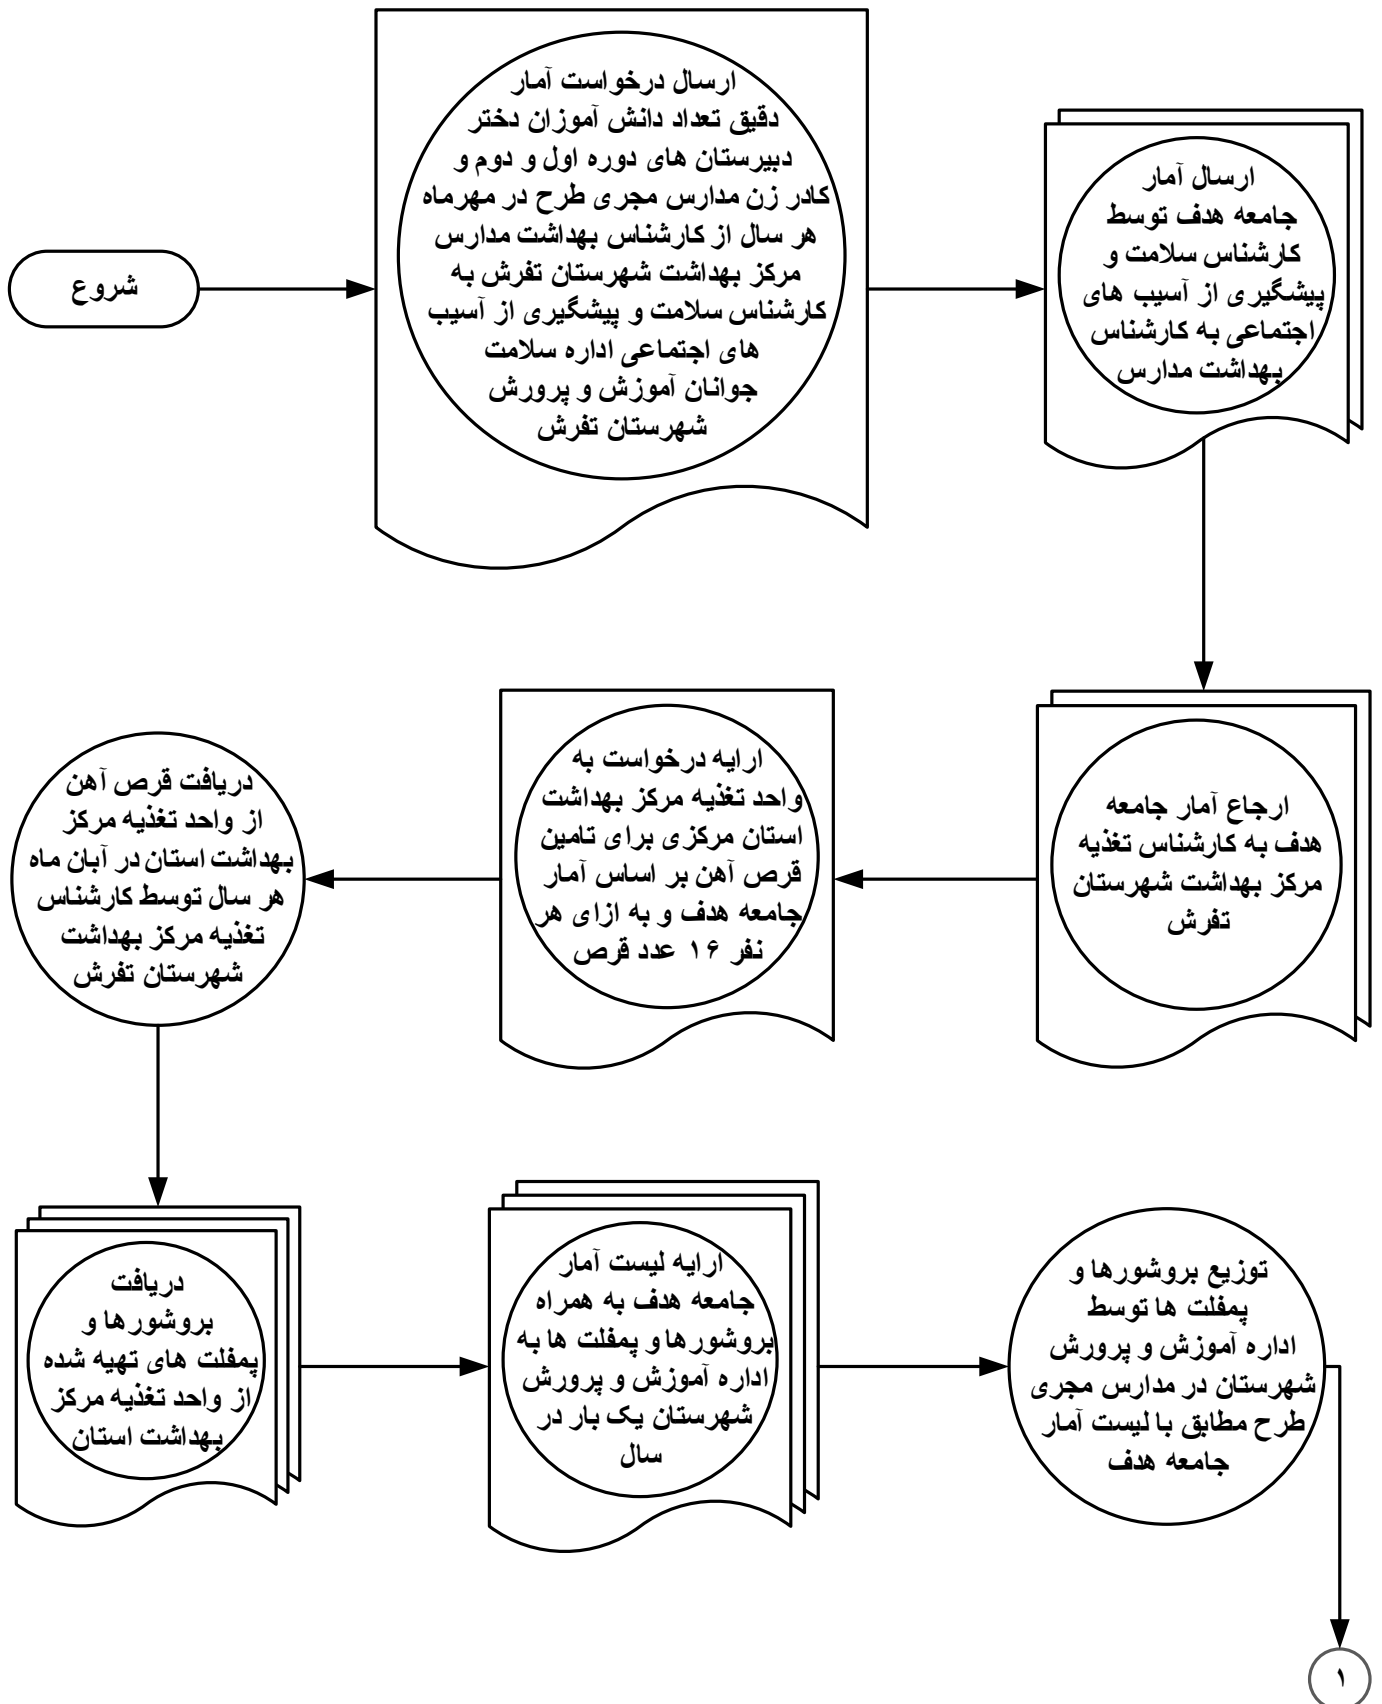 شروع
ارسال درخواست آمار
دقیق تعداد دانش آموزان دختر
دبیرستان های دوره اول و دوم و
کادر زن مدارس مجری طرح در مهرماه
هر سال از کارشناس بهداشت مدارس
مرکز بهداشت شهرستان تفرش به
کارشناس سلامت و پیشگیری از آسیب
های اجتماعی اداره سلامت
جوانان آموزش و پرورش
شهرستان تفرش
ارسال آمار
جامعه هدف توسط
کارشناس سلامت و
پیشگیری از آسیب های
اجتماعی به کارشناس
بهداشت مدارس
ارجاع آمار جامعه
هدف به کارشناس تغذیه
مرکز بهداشت شهرستان
تفرش
ارایه درخواست به
واحد تغذیه مرکز بهداشت
استان مرکزی برای تامین
قرص آهن بر اساس آمار
جامعه هدف و به ازای هر
نفر ۱۶ عدد قرص
دریافت قرص آهن
از واحد تغذیه مرکز
بهداشت استان در آبان ماه
هر سال توسط کارشناس
تغذیه مرکز بهداشت
شهرستان تفرش
دریافت
بروشورها و
پمفلت های تهیه شده
از واحد تغذیه مرکز
بهداشت استان
ارایه لیست آمار
جامعه هدف به همراه
بروشورها و پمفلت ها به
اداره آموزش و پرورش
شهرستان یک بار در
سال
توزیع بروشورها و
پمفلت ها توسط
اداره آموزش و پرورش
شهرستان در مدارس مجری
طرح مطابق با لیست آمار
جامعه هدف
۱